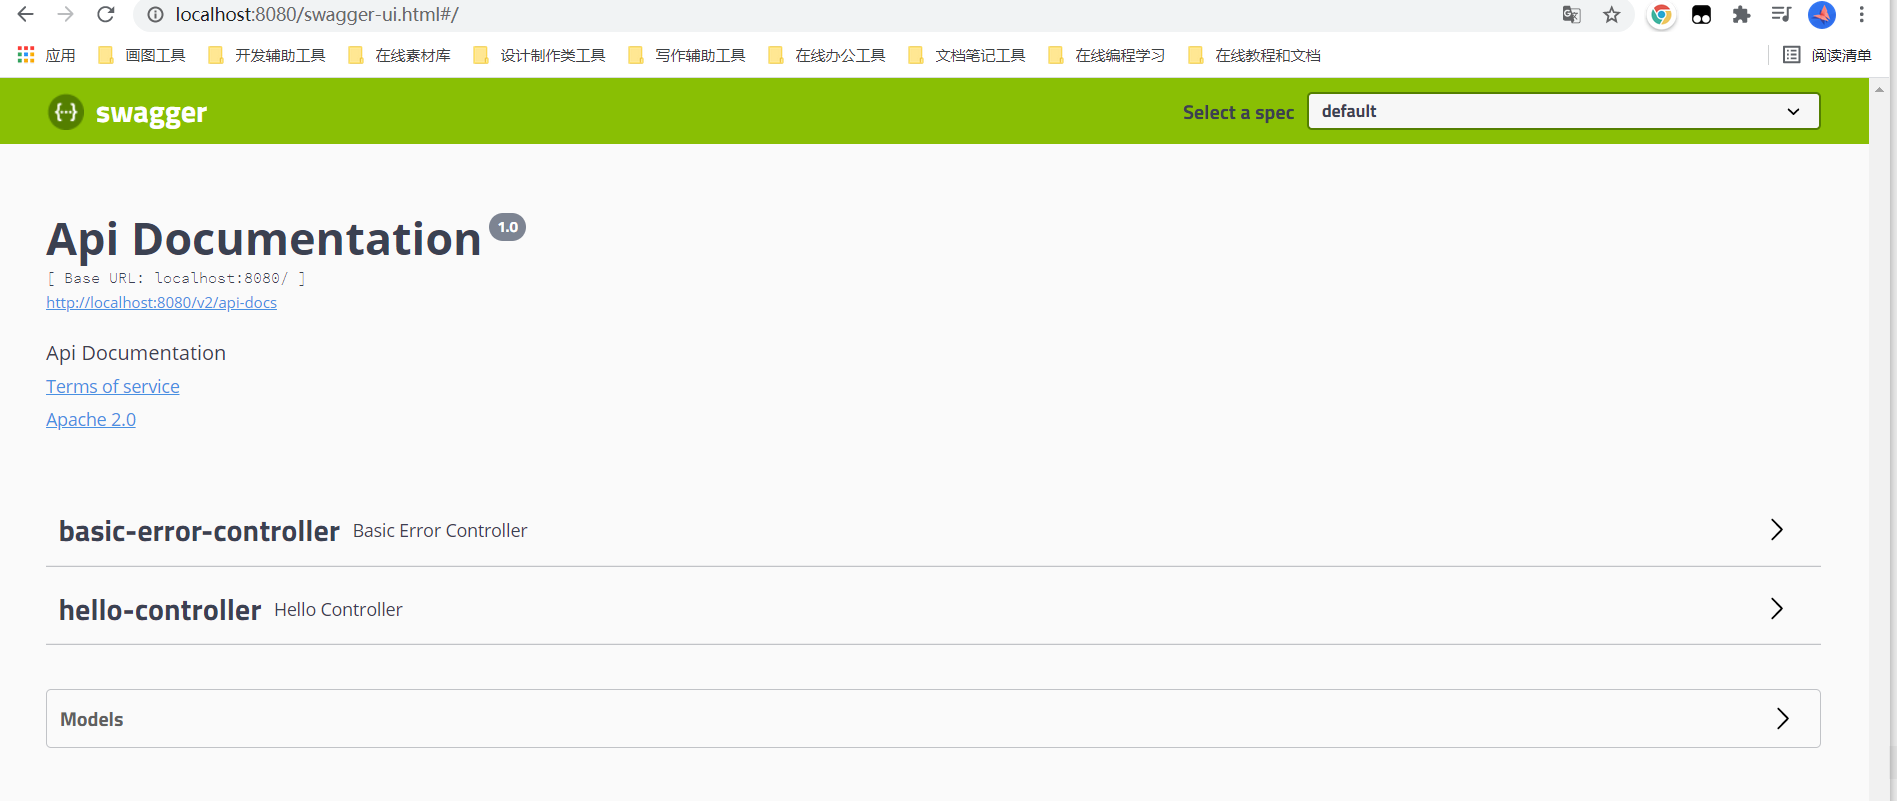 localhost:8080/swagger-ui.html#/
应用 画图工具 开发辅助工具 在线素材库 设计制作类工具 写作辅助工具 在线办公工具 文档笔记工具 在线编程学习 在线教程和文档 阅读清单
{···} swagger Select a spec default
Api Documentation 1.0
[ Base URL: localhost:8080/ ]
http://localhost:8080/v2/api-docs
Api Documentation
Terms of service
Apache 2.0
basic-error-controller Basic Error Controller
hello-controller Hello Controller
Models